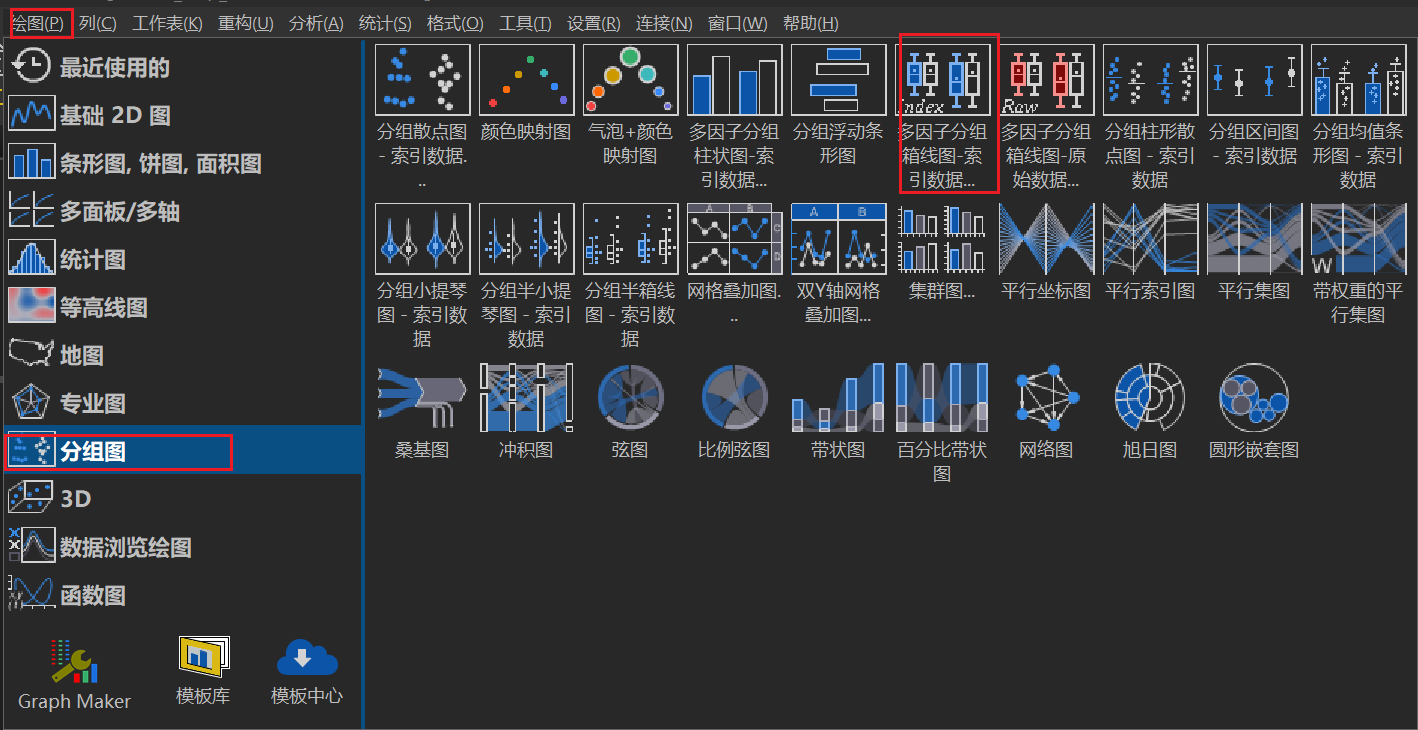 绘图(P) 列(C) 工作表(K) 重构(U) 分析(A) 统计(S) 格式(O) 工具(T) 设置(R) 连接(N) 窗口(W) 帮助(H)
最近使用的
基础 2D 图
条形图, 饼图, 面积图
多面板/多轴
统计图
等高线图
地图
专业图
分组图
3D
数据浏览绘图
函数图
Graph Maker
模板库
模板中心
分组散点图
- 索引数据.
..
颜色映射图
气泡+颜色
映射图
多因子分组
柱状图-索
引数据...
分组浮动条
形图
Index
多因子分组
箱线图-索
引数据...
Raw
多因子分组
箱线图-原
始数据...
分组柱形散
点图 - 索引
数据
分组区间图
- 索引数据
分组均值条
形图 - 索引
数据
分组小提琴
图 - 索引数
据
分组半小提
琴图 - 索引
数据
分组半箱线
图 - 索引数
据
A B
C
D
网格叠加图.
..
A B
双Y轴网格
叠加图...
集群图...
平行坐标图
平行索引图
平行集图
W
带权重的平
行集图
桑基图
冲积图
弦图
比例弦图
带状图
百分比带状
图
网络图
旭日图
圆形嵌套图